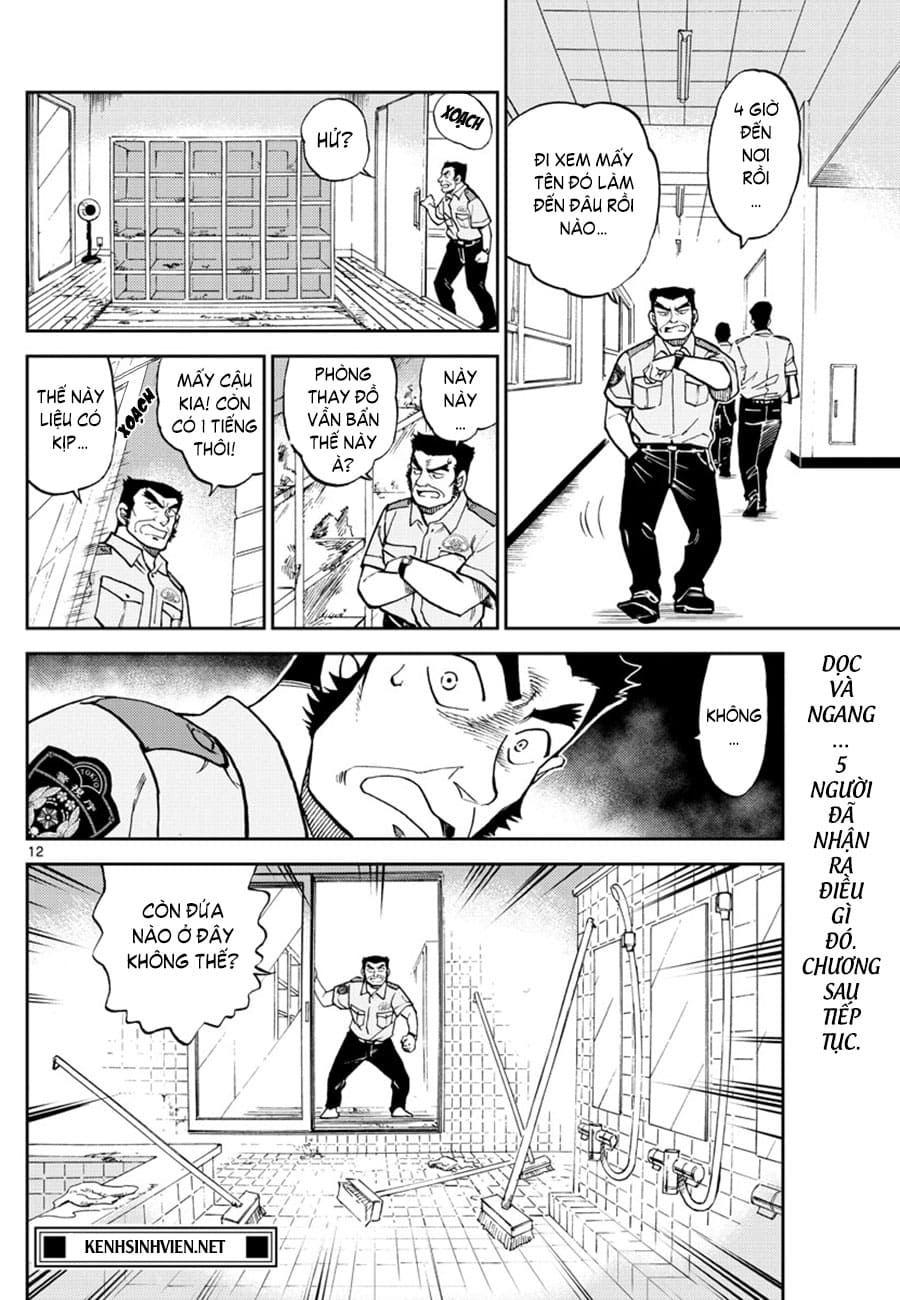 4 GIỜ
ĐẾN
NƠI
RỒI
...
ĐI XEM MẤY
TÊN ĐÓ LÀM
ĐẾN ĐÂU RỒI
NÀO...
XOẠCH
HỬ?
NÀY
NÀY
...
PHÒNG
THAY ĐỒ
VẪN BẨN
THẾ NÀY
À?
MẤY CẬU
KIA! CÒN
CÓ 1 TIẾNG
THÔI!
XOẠCH
THẾ NÀY
LIỆU CÓ
KỊP...
KHÔNG
...
TOKYO
12
CÒN ĐỨA
NÀO Ở ĐÂY
KHÔNG THẾ?
DỌC
VÀ
NGANG
...
5
NGƯỜI
ĐÃ
NHẬN
RA
ĐIỀU
GÌ
ĐÓ.
CHƯƠNG
SAU
TIẾP
TỤC.
KENHSINHVIEN.NET